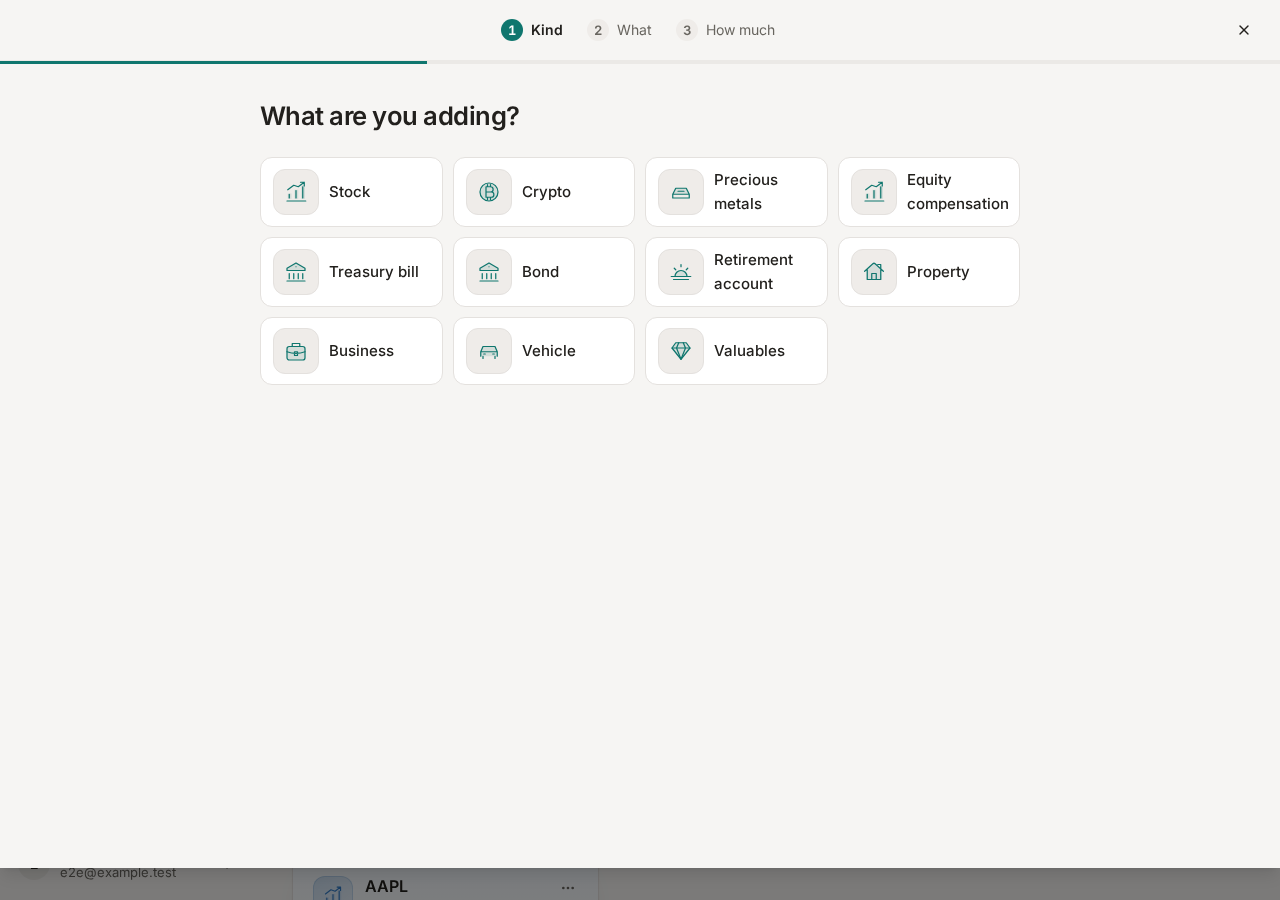 1 Kind 2 What 3 How much
What are you adding?
Stock
Crypto
Precious
metals
Equity
compensation
Treasury bill
Bond
Retirement
account
Property
Business
Vehicle
Valuables
e2e@example.test
AAPL